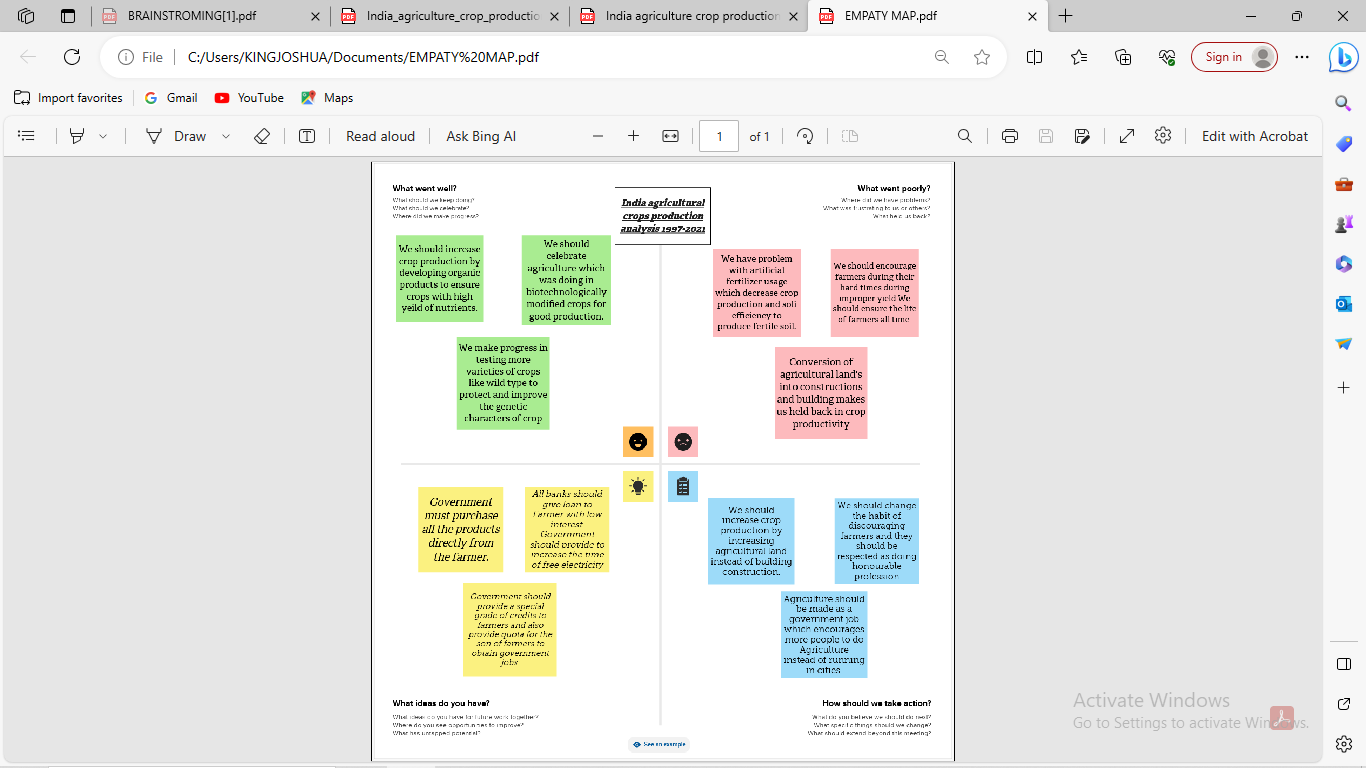 BRAINSTROMING[1].pdf
India_agriculture_crop_productio
India agriculture crop production
EMPATY MAP.pdf
File
C:/Users/KINGJOSHUA/Documents/EMPATY%20MAP.pdf
Sign in
Import favorites
Gmail
YouTube
Maps
Draw
Read aloud
Ask Bing AI
1
of 1
Edit with Acrobat
What went well?
What should we keep doing?
What should we celebrate?
Where did we make progress?
India agricultural
crops production
analysis 1997-2021
What went poorly?
Where did we have problems?
What was frustrating to us or others?
What held us back?
We should increase
crop production by
developing organic
products to ensure
crops with high
yeild of nutrients.
We should
celebrate
agriculture which
was doing in
biotechnologically
modified crops for
good production.
We make progress in
testing more
varieties of crops
like wild type to
protect and improve
the genetic
characters of crop
We have problem
with artificial
fertilizer usage
which decrease crop
production and soil
efficiency to
produce fertile soil.
We should encourage
farmers during their
hard times during
improper yield We
should ensure the life
of farmers all time
Conversion of
agricultural land's
into constructions
and building makes
us held back in crop
productivity
Government
must purchase
all the products
directly from
the farmer.
All banks should
give loan to
Farmer with low
interest
Government
should provide to
increase the time
of free electricity
Government should
provide a special
grade of credits to
farmers and also
provide quota for the
son of farmers to
obtain government
jobs
We should
increase crop
production by
increasing
agricultural land
instead of building
construction.
We should change
the habit of
discouraging
farmers and they
should be
respected as doing
honourable
profession
Agriculture should
be made as a
government job
which encourages
more people to do
Agriculture
instead of running
in cities
What ideas do you have?
What ideas do you have for future work together?
Where do you see opportunities to improve?
What has untapped potential?
How should we take action?
What do you believe we should do next?
What specific things should we change?
What should extend beyond this meeting?
See an example
Activate Windows
Go to Settings to activate Windows.